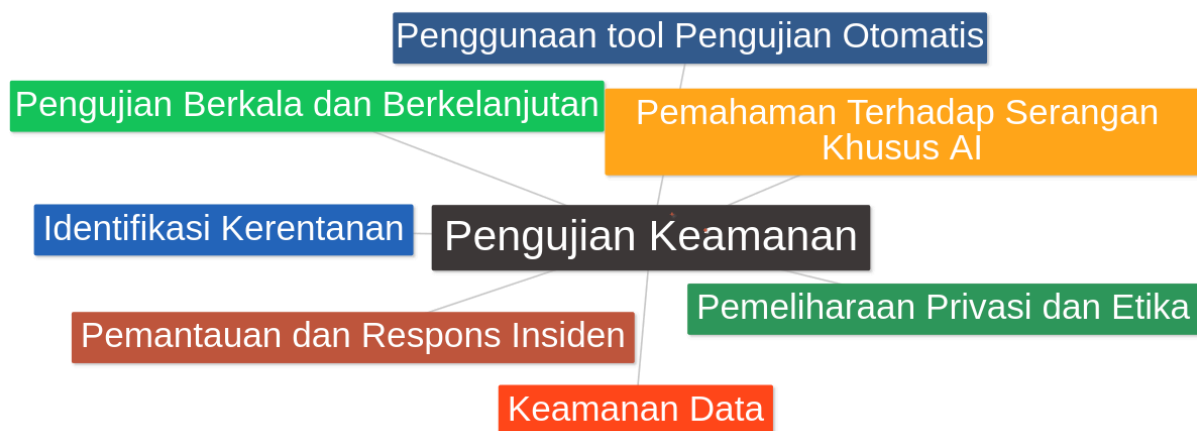 Penggunaan tool Pengujian Otomatis
Pengujian Berkala dan Berkelanjutan
Pemahaman Terhadap Serangan
Khusus AI
Identifikasi Kerentanan
Pengujian Keamanan
Pemeliharaan Privasi dan Etika
Pemantauan dan Respons Insiden
Keamanan Data